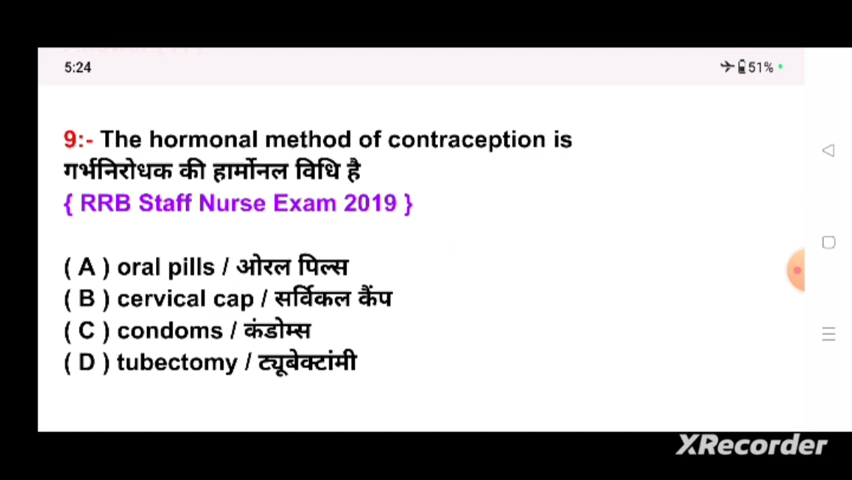 5:24
51%
9:- The hormonal method of contraception is
गर्भनिरोधक की हार्मोनल विधि है
{ RRB Staff Nurse Exam 2019 }
( A ) oral pills / ओरल पिल्स
( B ) cervical cap / सर्विकल कैंप
( C ) condoms / कंडोम्स
( D ) tubectomy / ट्यूबेक्टांमी
XRecorder